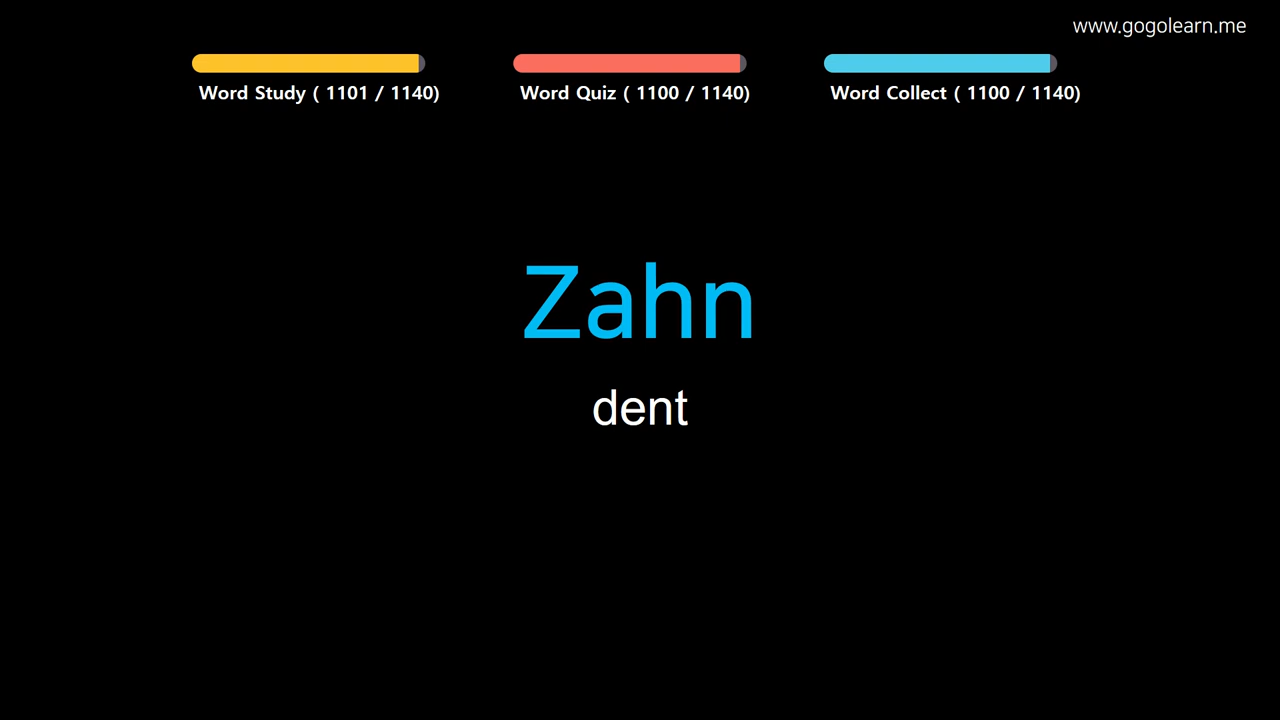 www.gogolearn.me
Word Study ( 1101 / 1140)
Word Quiz ( 1100 / 1140)
Word Collect ( 1100 / 1140)
Zahn
dent